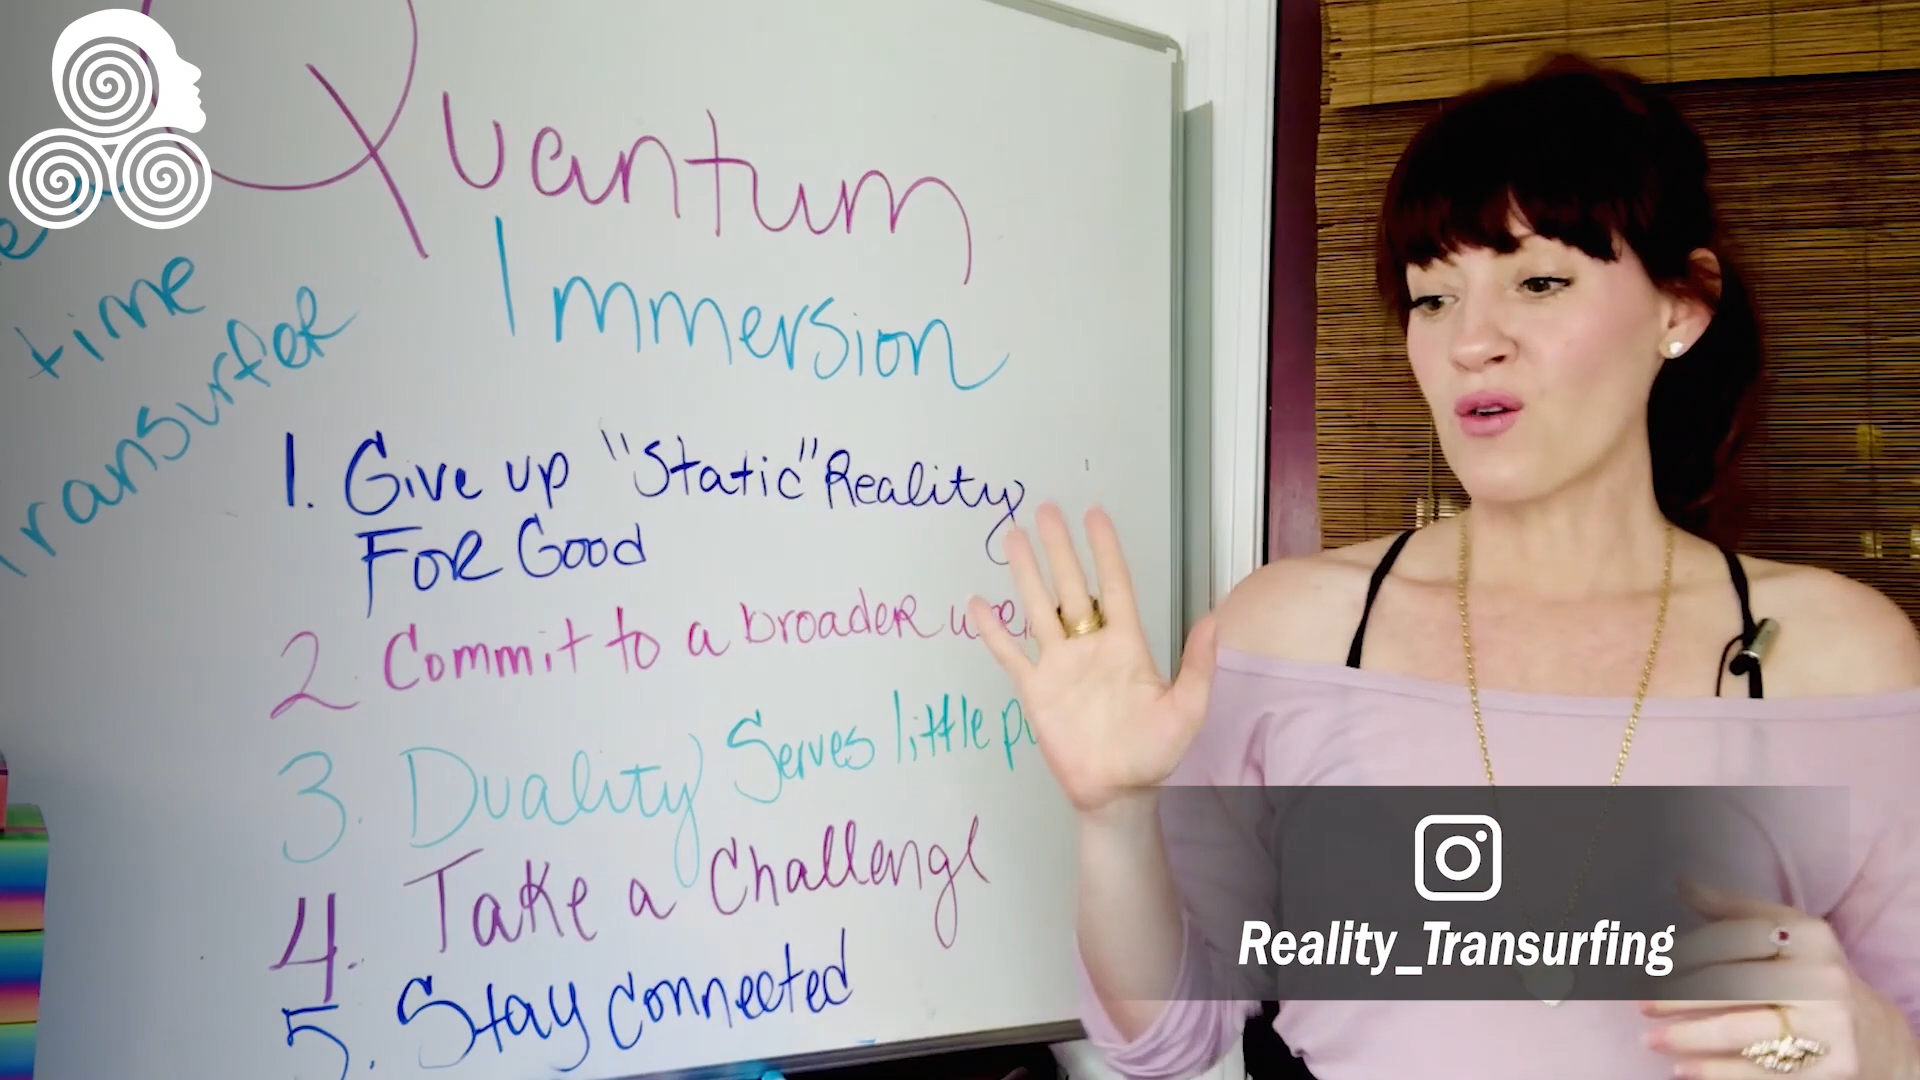 Quantum
Immersion
time
Transurfer
1. Give up "Static" Reality
For Good
2. Commit to a broader
3. Duality Serves little
4. Take a Challenge
5. Stay connected
Reality_Transurfing